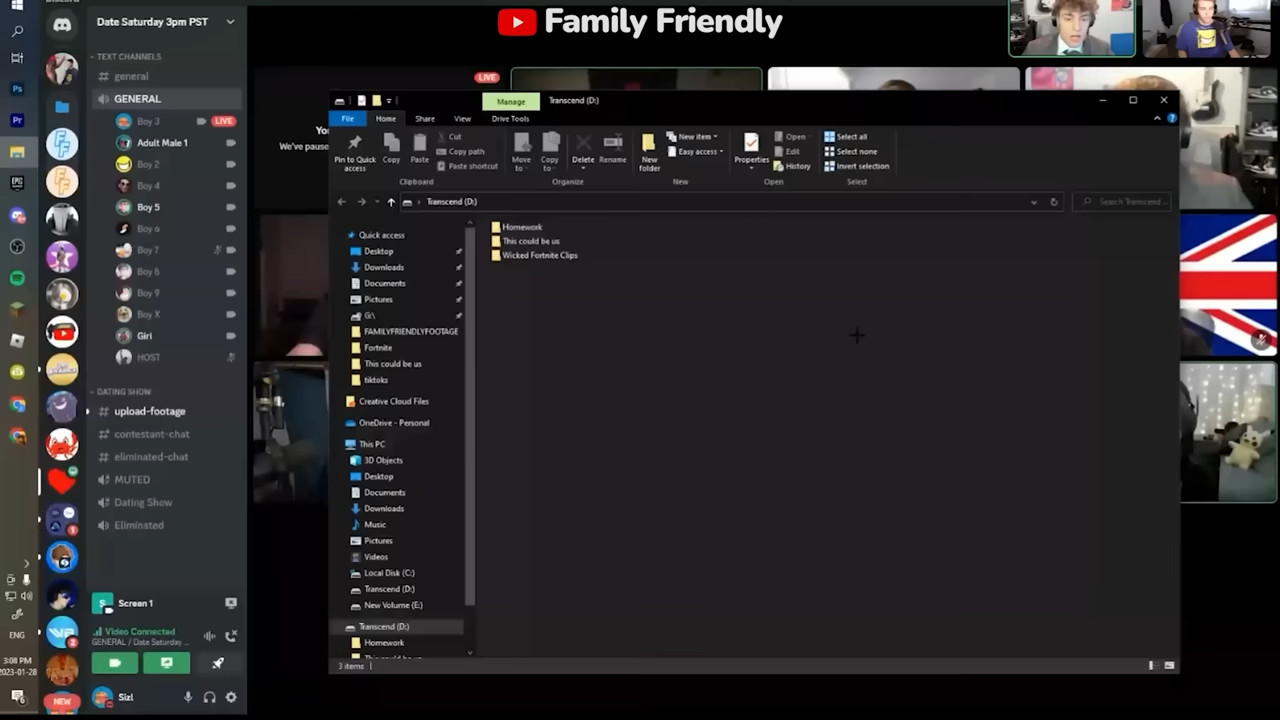 Family Friendly
Date Saturday 3pm PST
TEXT CHANNELS
general
GENERAL
Boy 3
LIVE
Adult Male 1
Boy 2
Boy 4
Boy 5
Boy 6
Boy 7
Boy 8
Boy 9
Boy X
Girl
HOST
DATING SHOW
upload-footage
contestant-chat
eliminated-chat
MUTED
Dating Show
Eliminated
Screen 1
Video Connected
GENERAL / Date Saturday ...
Sizl
ENG
3:08 PM
2023-01-28
NEW
LIVE
We've pause
Manage
Transcend (D:)
File
Home
Share
View
Drive Tools
Pin to Quick access
Copy
Paste
Cut
Copy path
Paste shortcut
Clipboard
Move to
Copy to
Delete
Rename
Organize
New folder
New item
Easy access
New
Properties
Open
Edit
History
Open
Select all
Select none
Invert selection
Select
Transcend (D:)
Search Transcend ...
Quick access
Desktop
Downloads
Documents
Pictures
G:\
FAMILYFRIENDLYFOOTAGE
Fortnite
This could be us
tiktoks
Creative Cloud Files
OneDrive - Personal
This PC
3D Objects
Desktop
Documents
Downloads
Music
Pictures
Videos
Local Disk (C:)
Transcend (D:)
New Volume (E:)
Transcend (D:)
Homework
This could be us
Homework
This could be us
Wicked Fortnite Clips
3 items